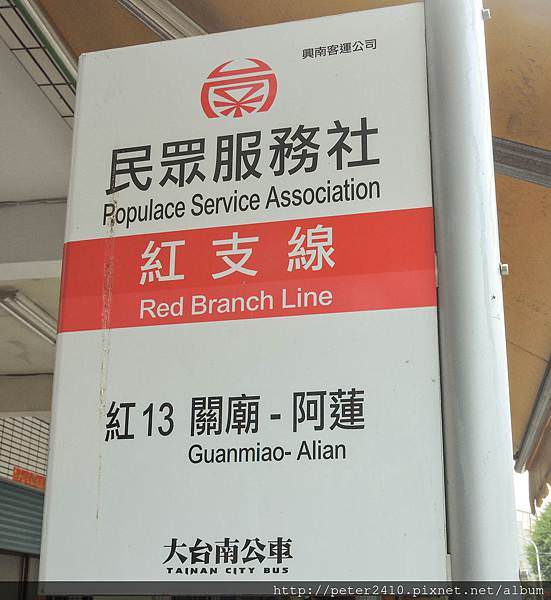 興南客運公司
民眾服務社
Populace Service Association
紅支線
Red Branch Line
紅13 關廟-阿蓮
Guanmiao- Alian
大台南公車
TAINAN CITY BUS
http://peter2410.pixnet.net/album